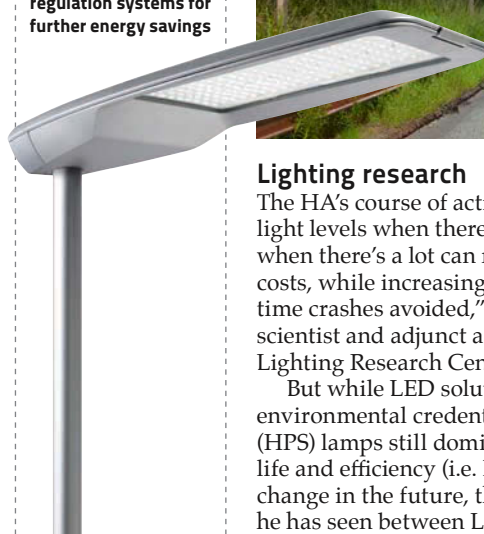 regulation systems for
further energy savings
Lighting research
The HA's course of acti
light levels when there
when there's a lot can
costs, while increasing
time crashes avoided,"
scientist and adjunct a
Lighting Research Cen
But while LED solu
environmental credent
(HPS) lamps still domi
life and efficiency (i.e.
change in the future, th
he has seen between L